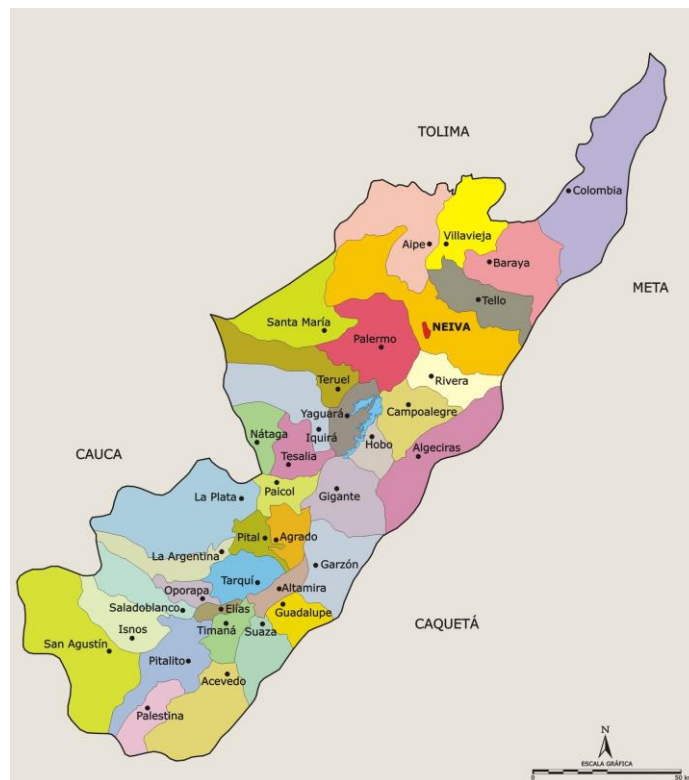 TOLIMA
Colombia
Villavieja
Aipe
Baraya
META
Tello
Santa María
NEIVA
Palermo
Rivera
Teruel
Campoalegre
Yaguará
Iquirá
Hobo
Nátaga
Algeciras
CAUCA
Tesalia
Paicol
La Plata
Gigante
Pital
Agrado
La Argentina
Garzón
Tarquí
Altamira
Oporapa
Elías
Saladoblanco
Guadalupe
Isnos
Timaná
Suaza
CAQUETÁ
San Agustín
Pitalito
Acevedo
Palestina
N
ESCALA GRÁFICA
0 50 k